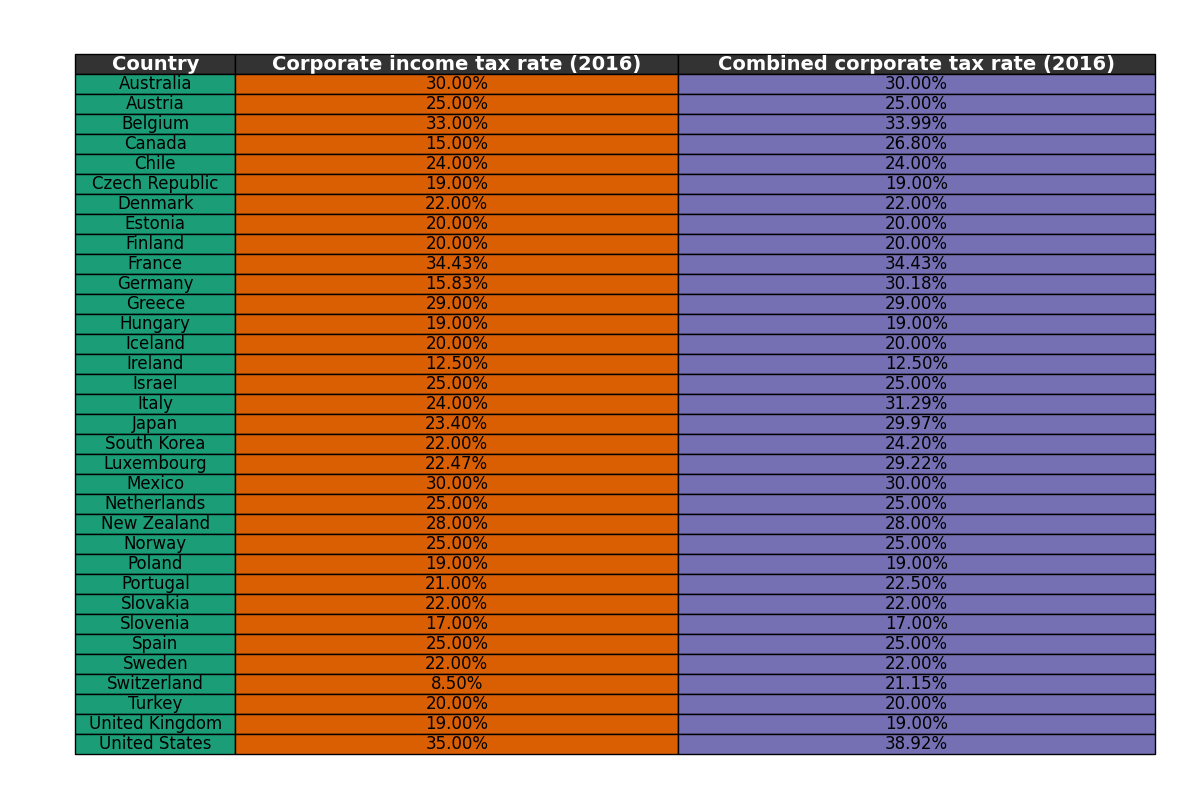 Country Corporate income tax rate (2016) Combined corporate tax rate (2016)
Australia 30.00% 30.00%
Austria 25.00% 25.00%
Belgium 33.00% 33.99%
Canada 15.00% 26.80%
Chile 24.00% 24.00%
Czech Republic 19.00% 19.00%
Denmark 22.00% 22.00%
Estonia 20.00% 20.00%
Finland 20.00% 20.00%
France 34.43% 34.43%
Germany 15.83% 30.18%
Greece 29.00% 29.00%
Hungary 19.00% 19.00%
Iceland 20.00% 20.00%
Ireland 12.50% 12.50%
Israel 25.00% 25.00%
Italy 24.00% 31.29%
Japan 23.40% 29.97%
South Korea 22.00% 24.20%
Luxembourg 22.47% 29.22%
Mexico 30.00% 30.00%
Netherlands 25.00% 25.00%
New Zealand 28.00% 28.00%
Norway 25.00% 25.00%
Poland 19.00% 19.00%
Portugal 21.00% 22.50%
Slovakia 22.00% 22.00%
Slovenia 17.00% 17.00%
Spain 25.00% 25.00%
Sweden 22.00% 22.00%
Switzerland 8.50% 21.15%
Turkey 20.00% 20.00%
United Kingdom 19.00% 19.00%
United States 35.00% 38.92%